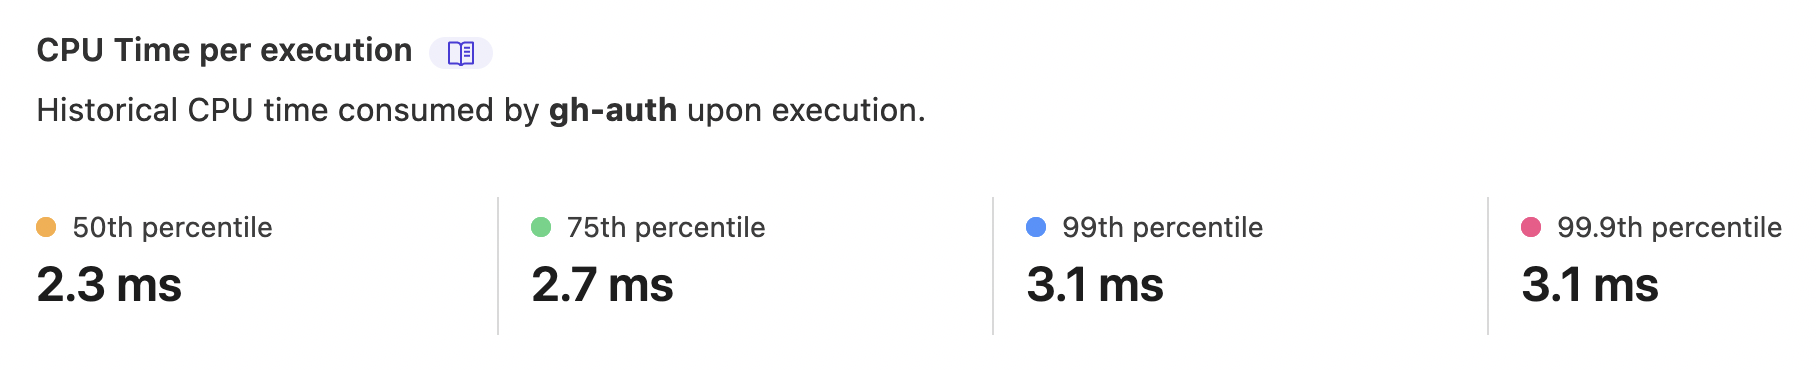 CPU Time per execution
Historical CPU time consumed by gh-auth upon execution.
50th percentile
2.3 ms
75th percentile
2.7 ms
99th percentile
3.1 ms
99.9th percentile
3.1 ms